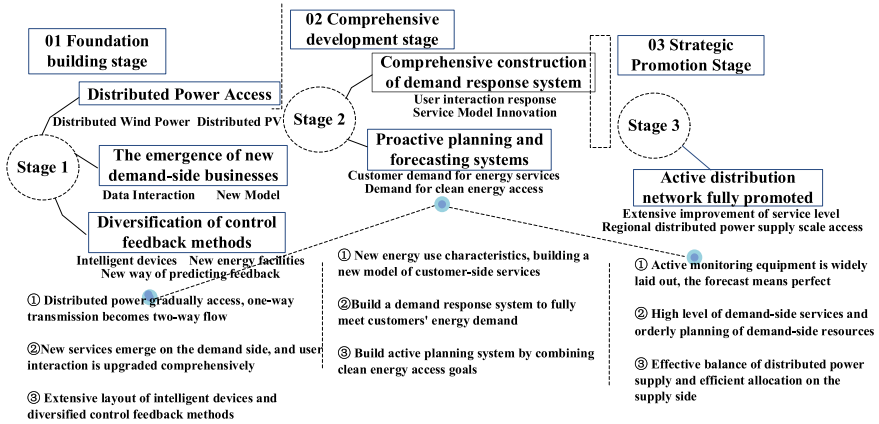 01 Foundation
building stage
Distributed Power Access
Distributed Wind Power Distributed PV
Stage 1
The emergence of new
demand-side businesses
Data Interaction New Model
Diversification of control
feedback methods
Intelligent devices New energy facilities
New way of predicting feedback
① Distributed power gradually access, one-way
transmission becomes two-way flow
②New services emerge on the demand side, and user
interaction is upgraded comprehensively
③ Extensive layout of intelligent devices and
diversified control feedback methods
02 Comprehensive
development stage
Comprehensive construction
of demand response system
User interaction response
Service Model Innovation
Stage 2
Proactive planning and
forecasting systems
Customer demand for energy services
Demand for clean energy access
① New energy use characteristics, building a
new model of customer-side services
②Build a demand response system to fully
meet customers' energy demand
③ Build active planning system by combining
clean energy access goals
03 Strategic
Promotion Stage
Stage 3
Active distribution
network fully promoted
Extensive improvement of service level
Regional distributed power supply scale access
① Active monitoring equipment is widely
laid out, the forecast means perfect
② High level of demand-side services and
orderly planning of demand-side resources
③ Effective balance of distributed power
supply and efficient allocation on the
supply side